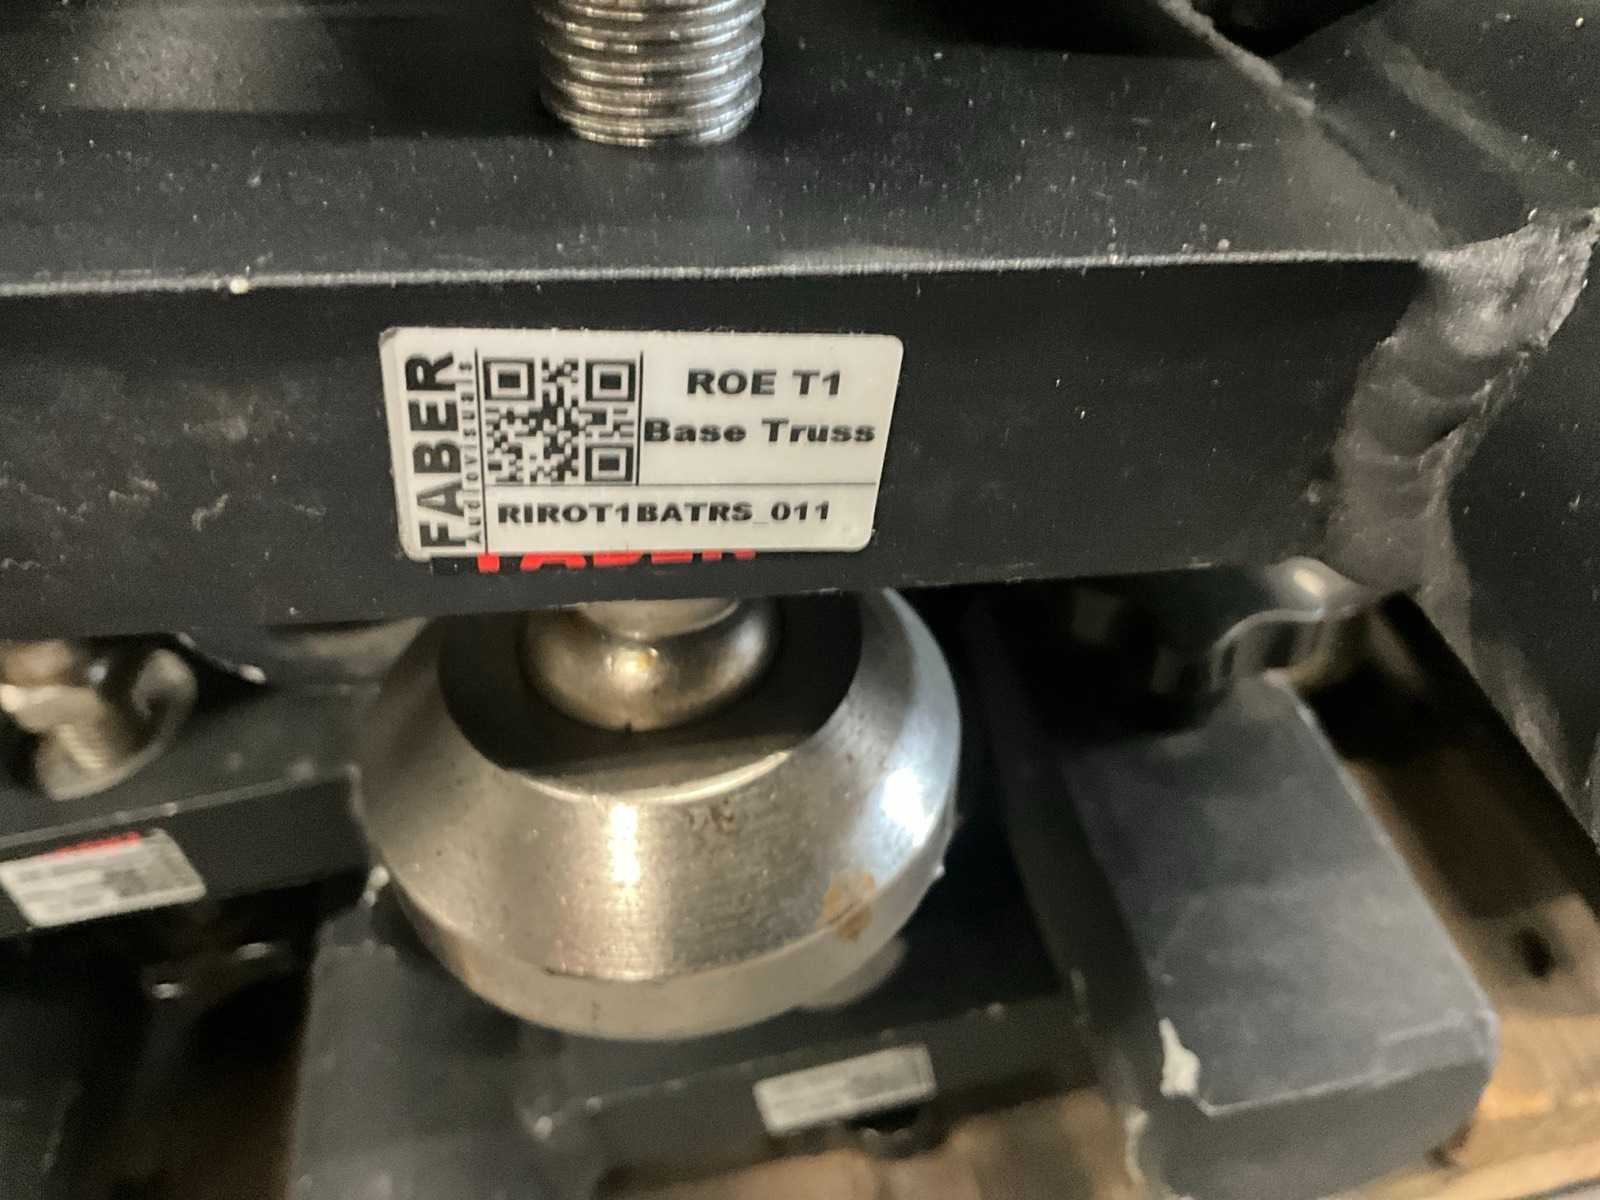 FABER
Audiovisuals
ROE T1
Base Truss
RIROT1BATRS_011